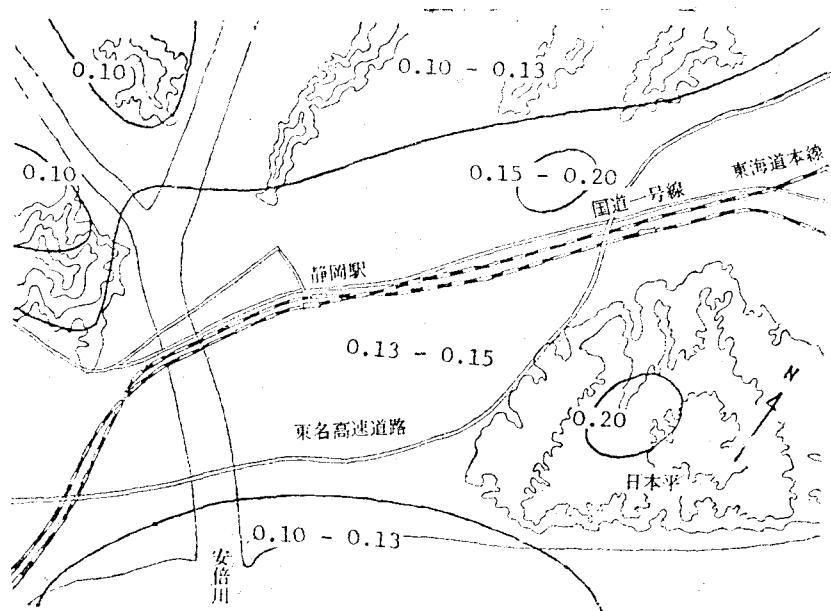 0.10
0.10 - 0.13
0.10
0.15 - 0.20
東海道本線
国道一号線
静岡駅
0.13 - 0.15
N
0.20
東名高速道路
日本平
0.10 - 0.13
安倍川